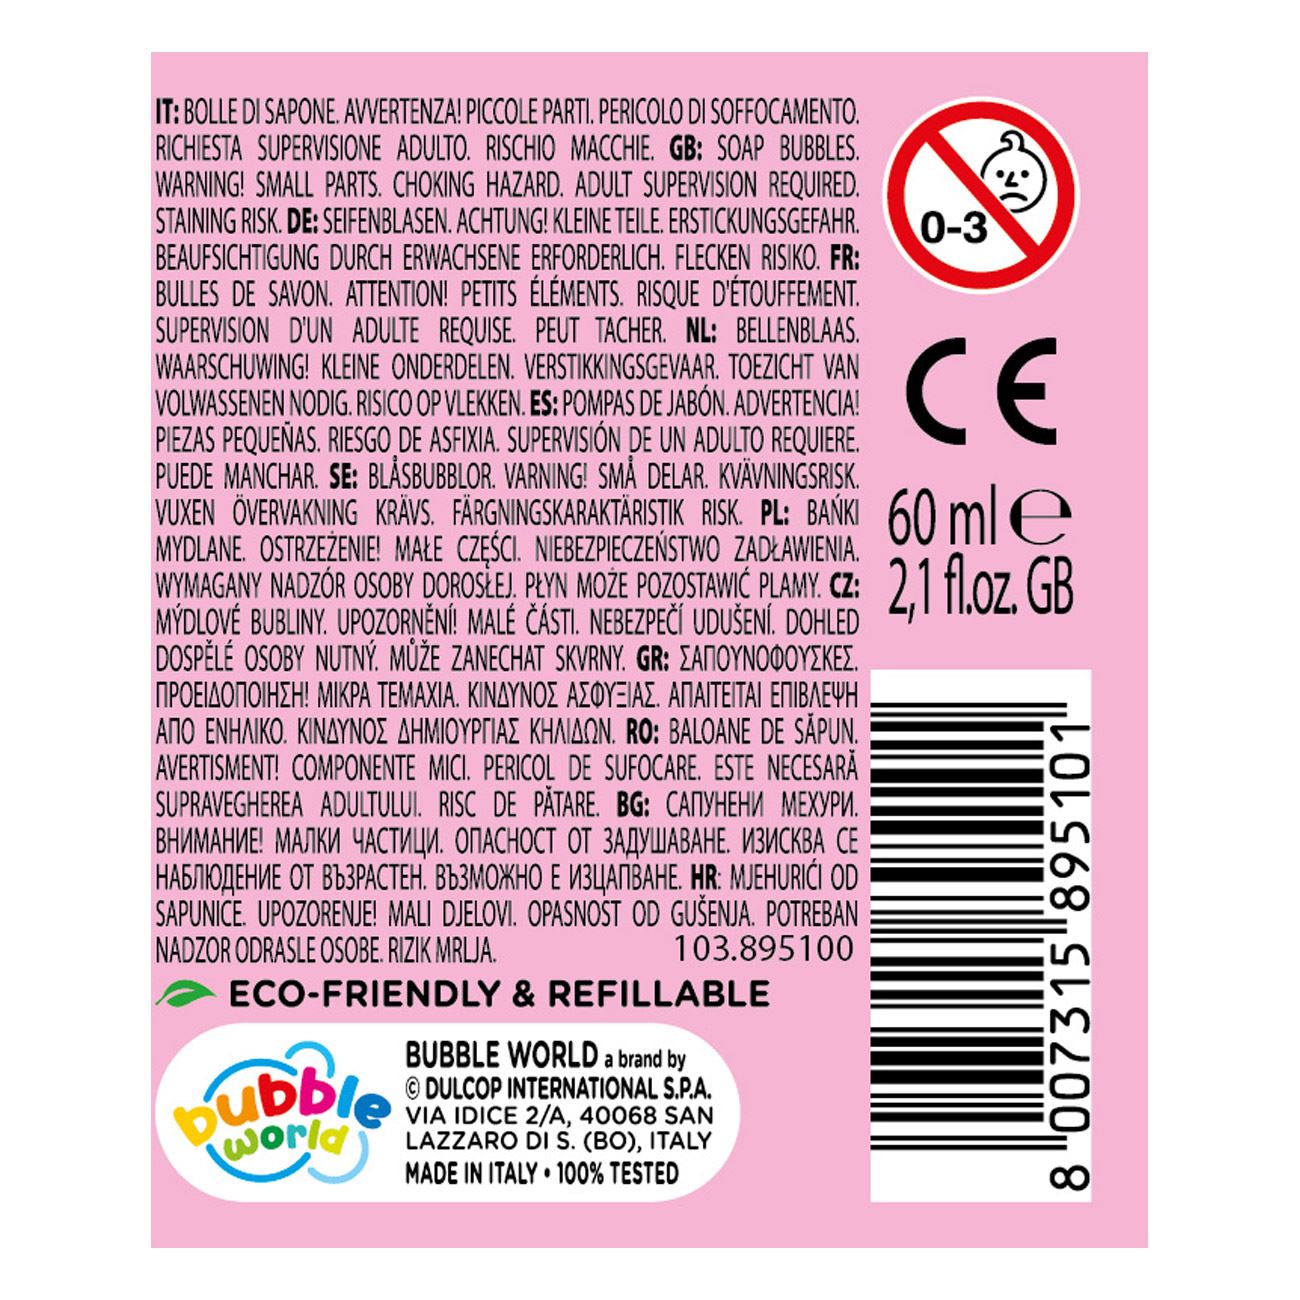 IT: BOLLE DI SAPONE. AVVERTENZA! PICCOLE PARTI. PERICOLO DI SOFFOCAMENTO.
RICHIESTA SUPERVISIONE ADULTO. RISCHIO MACCHIE. GB: SOAP BUBBLES.
WARNING! SMALL PARTS. CHOKING HAZARD. ADULT SUPERVISION REQUIRED.
STAINING RISK. DE: SEIFENBLASEN. ACHTUNG! KLEINE TEILE. ERSTICKUNGSGEFAHR.
BEAUFSICHTIGUNG DURCH ERWACHSENE ERFORDERLICH. FLECKEN RISIKO. FR:
BULLES DE SAVON. ATTENTION! PETITS ÉLÉMENTS. RISQUE D'ÉTOUFFEMENT.
SUPERVISION D'UN ADULTE REQUISE. PEUT TACHER. NL: BELLENBLAAS.
WAARSCHUWING! KLEINE ONDERDELEN. VERSTIKKINGSGEVAAR. TOEZICHT VAN
VOLWASSENEN NODIG. RISICO OP VLEKKEN. ES: POMPAS DE JABÓN. ADVERTENCIA!
PIEZAS PEQUEÑAS. RIESGO DE ASFIXIA. SUPERVISIÓN DE UN ADULTO REQUIERE.
PUEDE MANCHAR. SE: BLÅSBUBBLOR. VARNING! SMÅ DELAR. KVÄVNINGSRISK.
VUXEN ÖVERVAKNING KRÄVS. FÄRGNINGSKARAKTÄRISTIK RISK. PL: BAŃKI
MYDLANE. OSTRZEŻENIE! MAŁE CZĘŚCI. NIEBEZPIECZEŃSTWO ZADŁAWIENIA.
WYMAGANY NADZÓR OSOBY DOROSŁEJ. PŁYN MOŻE POZOSTAWIĆ PLAMY. CZ:
MÝDLOVÉ BUBLINY. UPOZORNĚNÍ! MALÉ ČÁSTI. NEBEZPEČÍ UDUŠENÍ. DOHLED
DOSPĚLÉ OSOBY NUTNÝ. MŮŽE ZANECHAT SKVRNY. GR: ΣΑΠΟΥΝΟΦΟΥΣΚΕΣ.
ΠΡΟΕΙΔΟΠΟΙΗΣΗ! ΜΙΚΡΑ ΤΕΜΑΧΙΑ. ΚΙΝΔΥΝΟΣ ΑΣΦΥΞΙΑΣ. ΑΠΑΙΤΕΙΤΑΙ ΕΠΙΒΛΕΨΗ
ΑΠΟ ΕΝΗΛΙΚΟ. ΚΙΝΔΥΝΟΣ ΔΗΜΙΟΥΡΓΙΑΣ ΚΗΛΙΔΩΝ. RO: BALOANE DE SĂPUN.
AVERTISMENT! COMPONENTE MICI. PERICOL DE SUFOCARE. ESTE NECESARĂ
SUPRAVEGHEREA ADULTULUI. RISC DE PĂTARE. BG: САПУНЕНИ МЕХУРИ.
ВНИМАНИЕ! МАЛКИ ЧАСТИЦИ. ОПАСНОСТ ОТ ЗАДУШАВАНЕ. ИЗИСКВА СЕ
НАБЛЮДЕНИЕ ОТ ВЪЗРАСТЕН. ВЪЗМОЖНО Е ИЗЦАПВАНЕ. HR: MJEHURIĆI OD
SAPUNICE. UPOZORENJE! MALI DJELOVI. OPASNOST OD GUŠENJA. POTREBAN
NADZOR ODRASLE OSOBE. RIZIK MRLJA. 103.895100
ECO-FRIENDLY & REFILLABLE
bubble
world
BUBBLE WORLD a brand by
© DULCOP INTERNATIONAL S.P.A.
VIA IDICE 2/A, 40068 SAN
LAZZARO DI S. (BO), ITALY
MADE IN ITALY • 100% TESTED
0-3
CE
60 ml ℮
2,1 fl.oz. GB
8 007315 895101